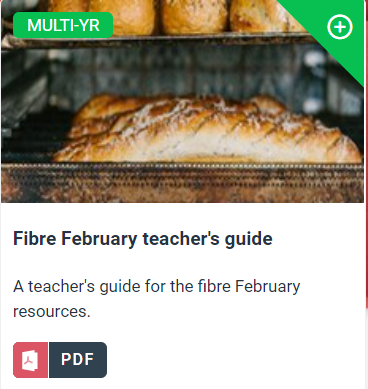 MULTI-YR
Fibre February teacher's guide
A teacher's guide for the fibre February
resources.
PDF